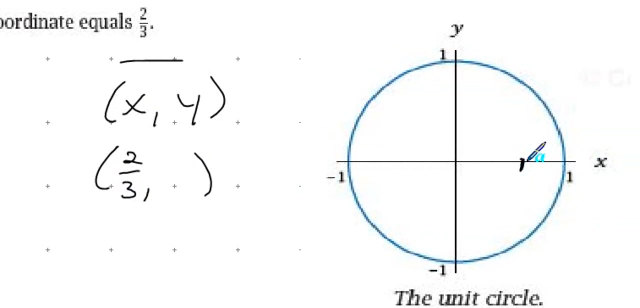 oordinate equals 2/3.
(x, y)
(2/3, )
y
1
-1
1
x
-1
The unit circle.